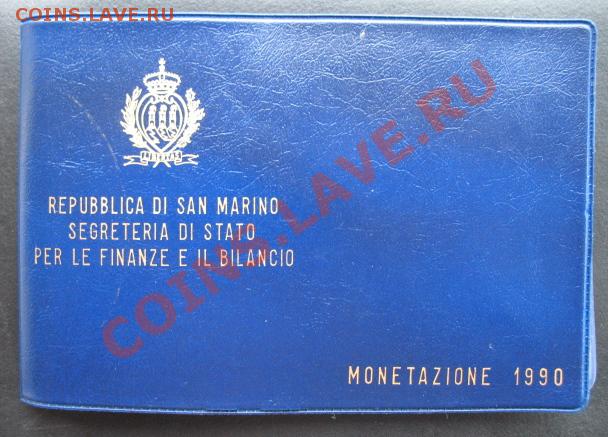 COINS.LAVE.RU
COINS.LAVE.RU
LIBERTAS
REPUBBLICA DI SAN MARINO
SEGRETERIA DI STATO
PER LE FINANZE E IL BILANCIO
MONETAZIONE 1990